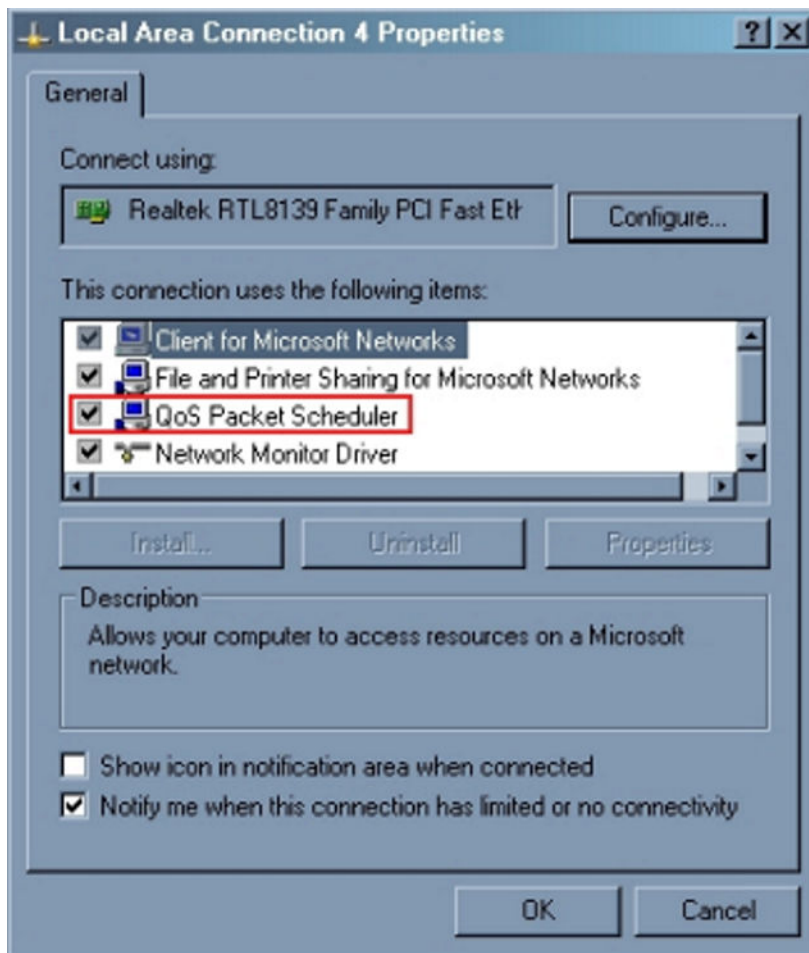 Local Area Connection 4 Properties
General
Connect using:
Realtek RTL8139 Family PCI Fast Eth
Configure...
This connection uses the following items:
Client for Microsoft Networks
File and Printer Sharing for Microsoft Networks
QoS Packet Scheduler
Network Monitor Driver
Install...
Uninstall
Properties
Description
Allows your computer to access resources on a Microsoft
network.
Show icon in notification area when connected
Notify me when this connection has limited or no connectivity
OK
Cancel